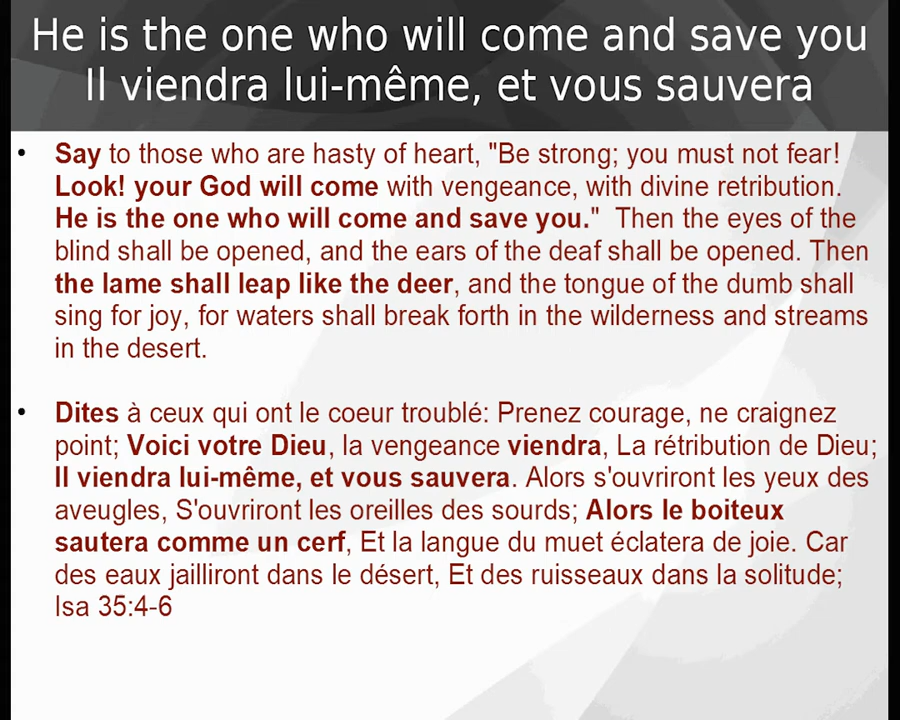 He is the one who will come and save you
Il viendra lui-même, et vous sauvera
• Say to those who are hasty of heart, "Be strong; you must not fear!
Look! your God will come with vengeance, with divine retribution.
He is the one who will come and save you."  Then the eyes of the
blind shall be opened, and the ears of the deaf shall be opened. Then
the lame shall leap like the deer, and the tongue of the dumb shall
sing for joy, for waters shall break forth in the wilderness and streams
in the desert.
• Dites à ceux qui ont le coeur troublé: Prenez courage, ne craignez
point; Voici votre Dieu, la vengeance viendra, La rétribution de Dieu;
Il viendra lui-même, et vous sauvera. Alors s'ouvriront les yeux des
aveugles, S'ouvriront les oreilles des sourds; Alors le boiteux
sautera comme un cerf, Et la langue du muet éclatera de joie. Car
des eaux jailliront dans le désert, Et des ruisseaux dans la solitude;
Isa 35:4-6